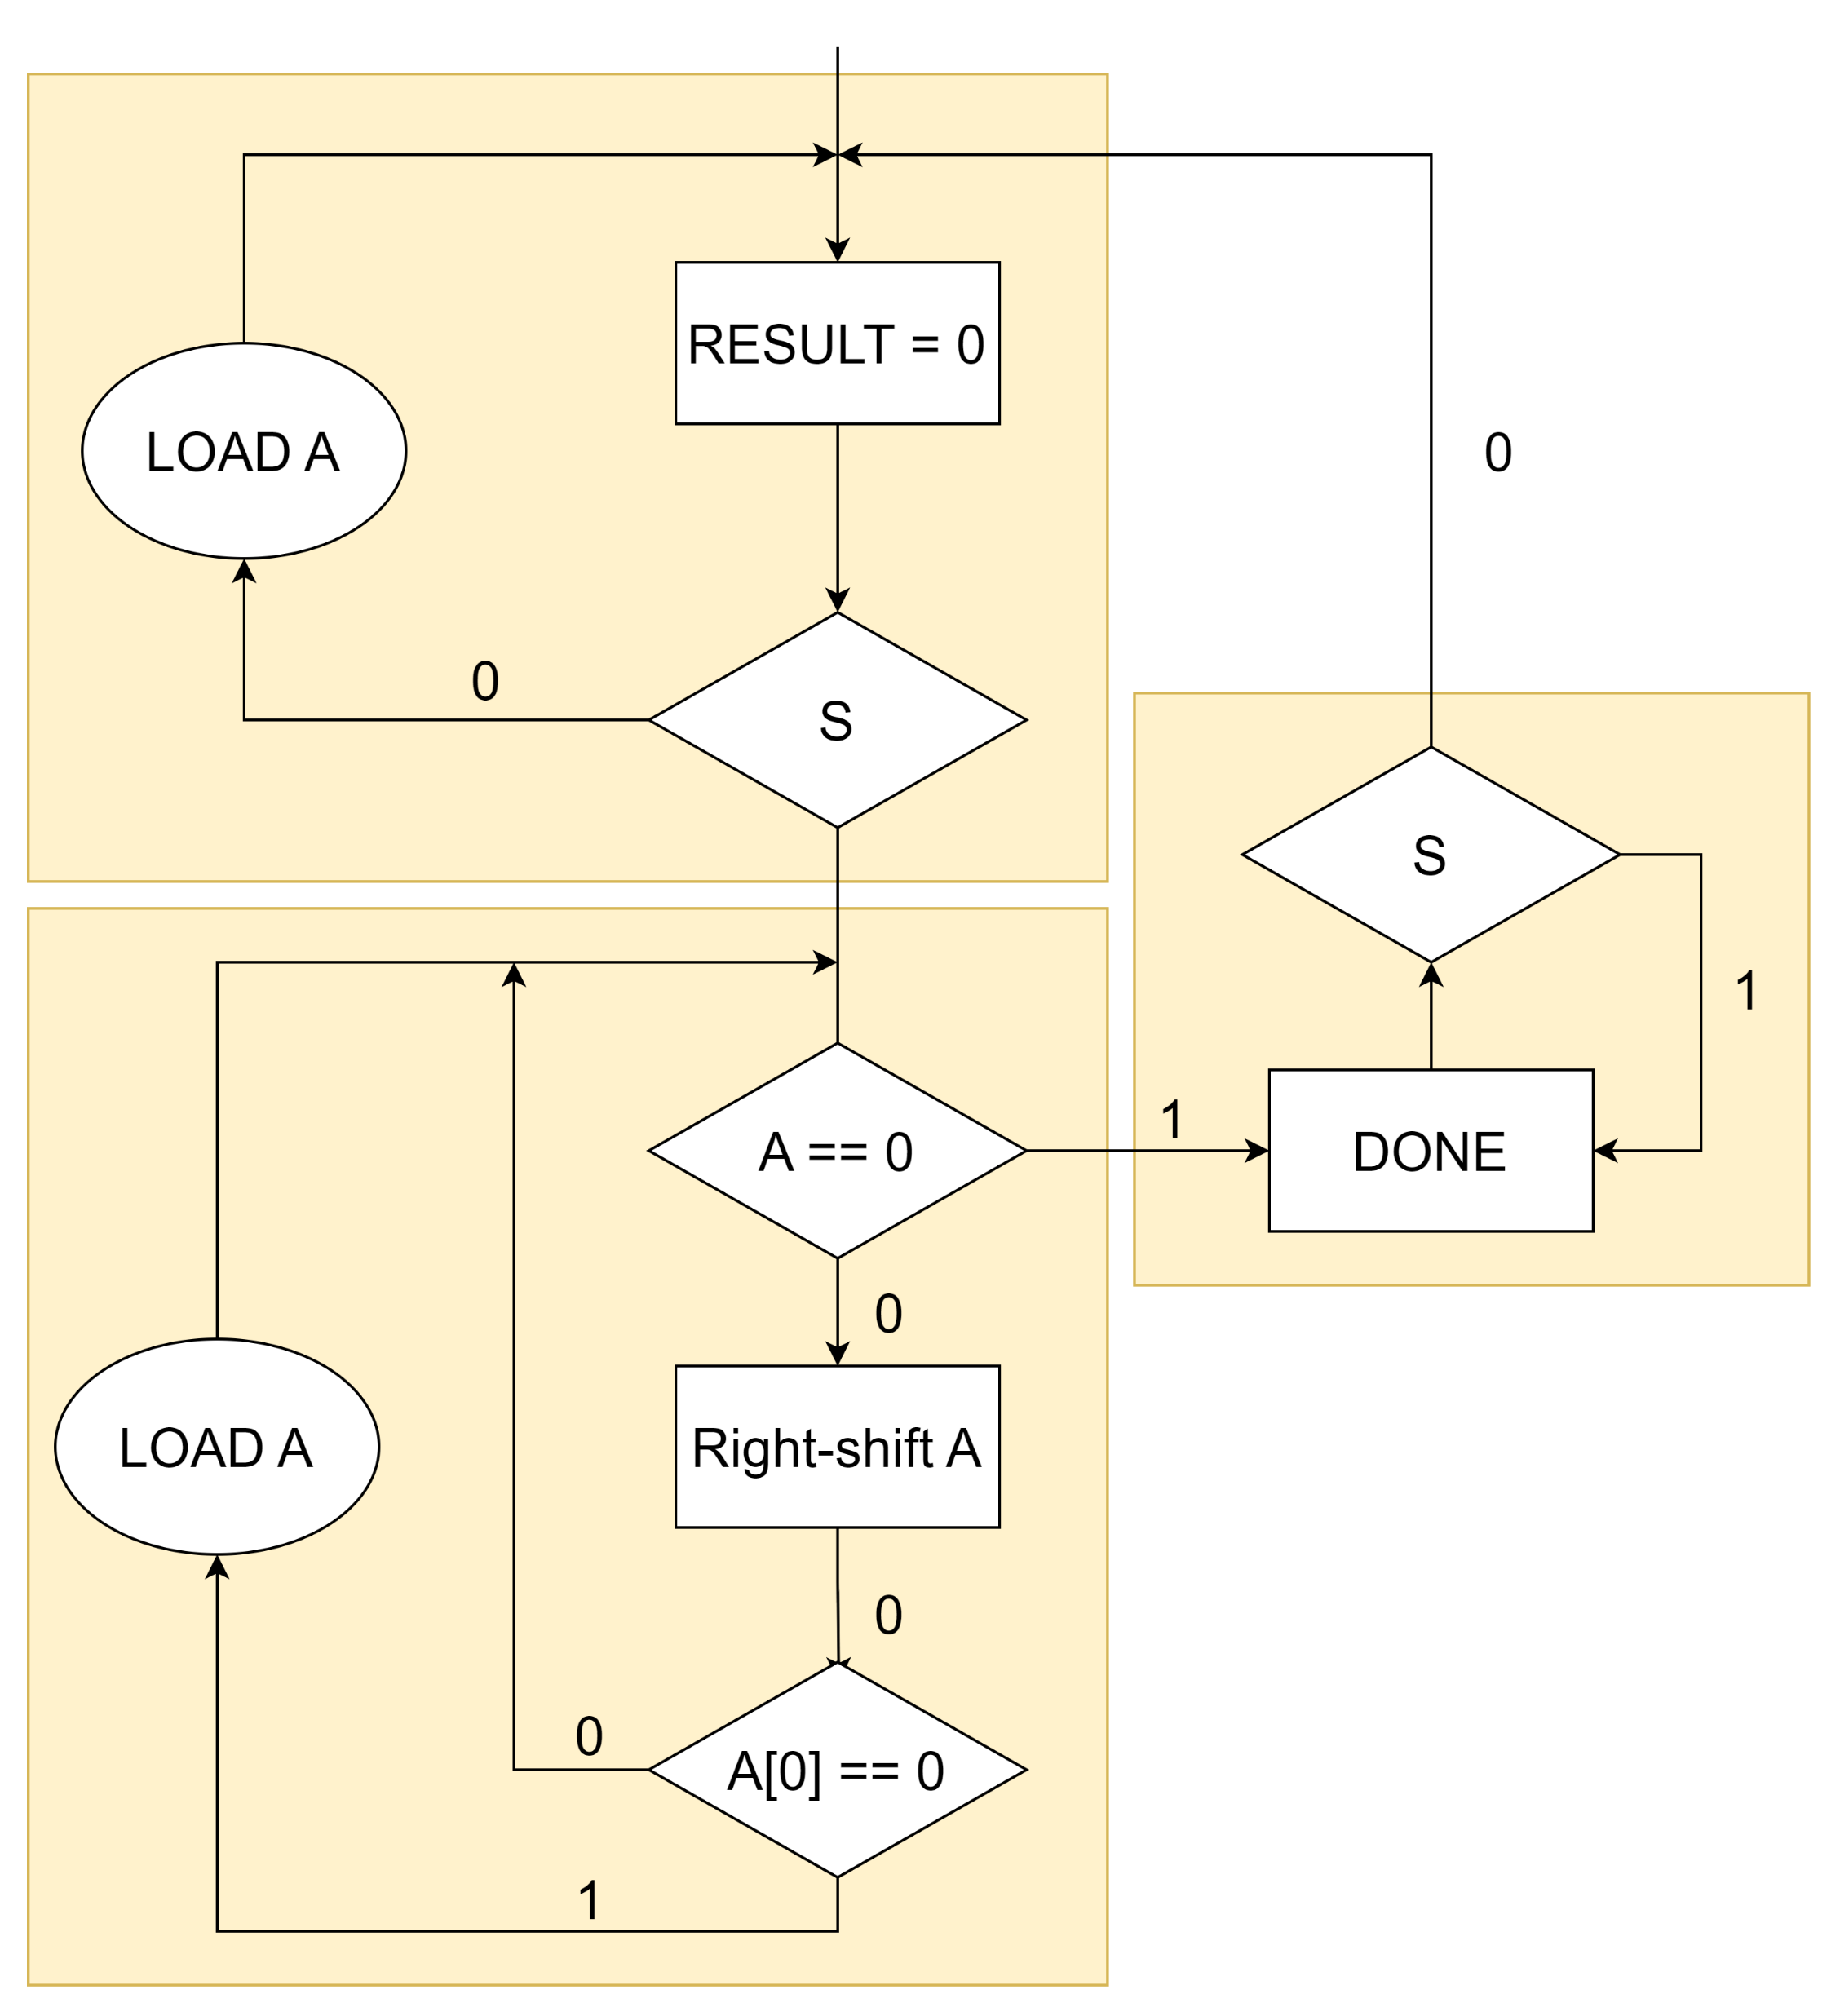 RESULT = 0
LOAD A
0
0
S
S
1
A == 0
1
DONE
0
LOAD A
Right-shift A
0
0
A[0] == 0
1